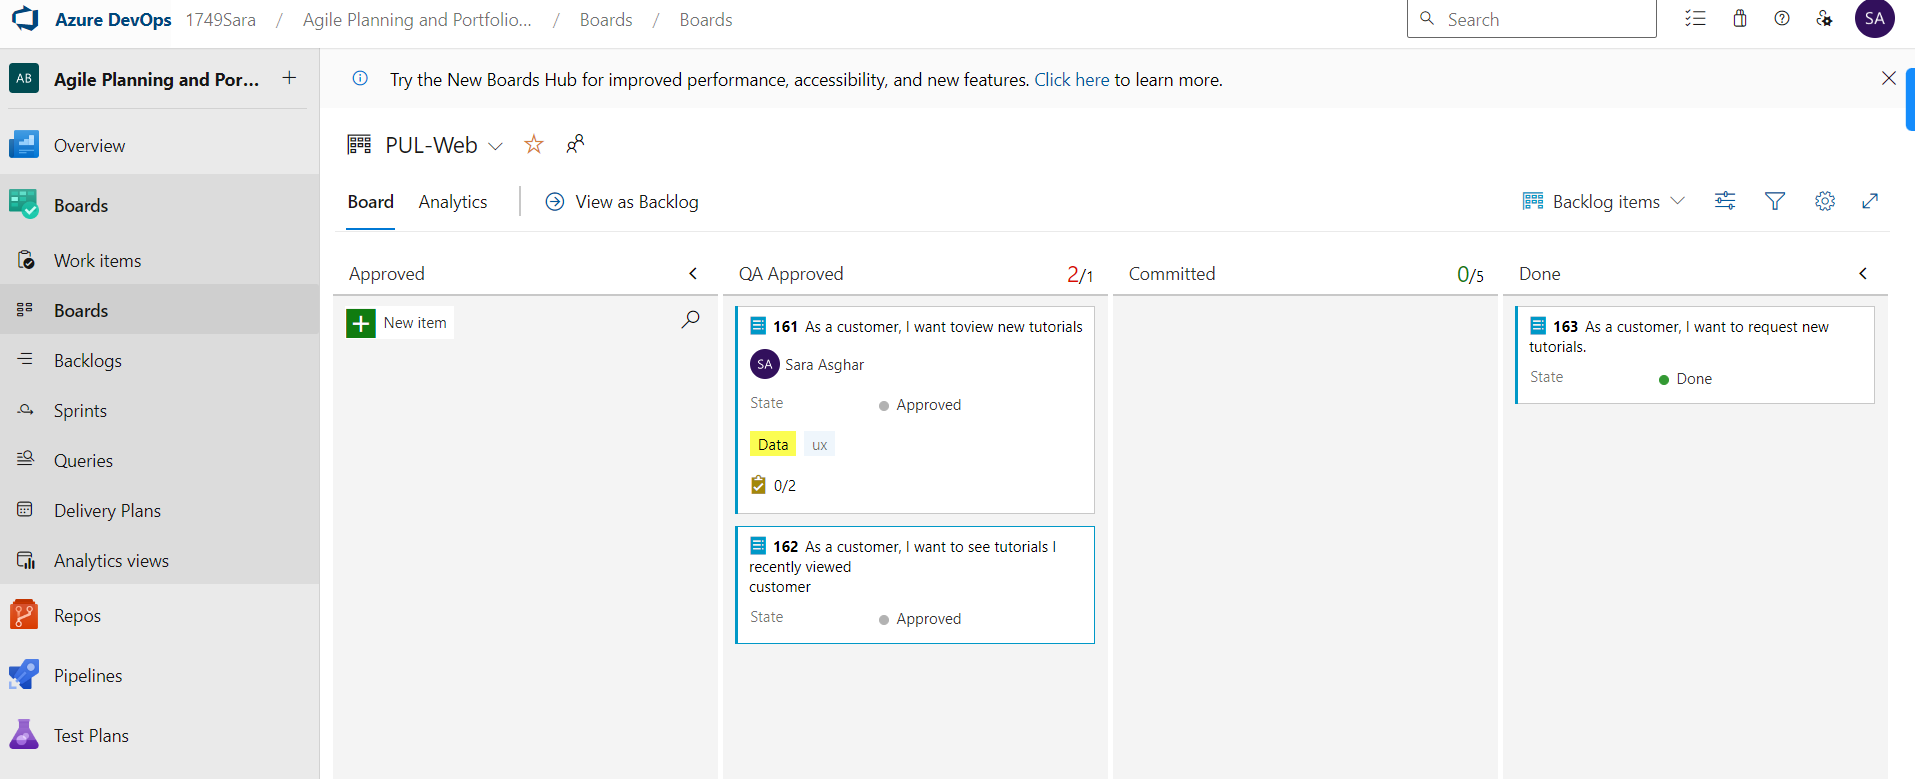 Azure DevOps 1749Sara / Agile Planning and Portfolio... / Boards / Boards
Search
SA
AB Agile Planning and Por...
Try the New Boards Hub for improved performance, accessibility, and new features. Click here to learn more.
Overview
Boards
Work items
Boards
Backlogs
Sprints
Queries
Delivery Plans
Analytics views
Repos
Pipelines
Test Plans
PUL-Web
Board Analytics View as Backlog
Backlog items
Approved
New item
QA Approved 2/1
161 As a customer, I want toview new tutorials
SA Sara Asghar
State Approved
Data ux
0/2
162 As a customer, I want to see tutorials I
recently viewed
customer
State Approved
Committed 0/5
Done
163 As a customer, I want to request new
tutorials.
State Done